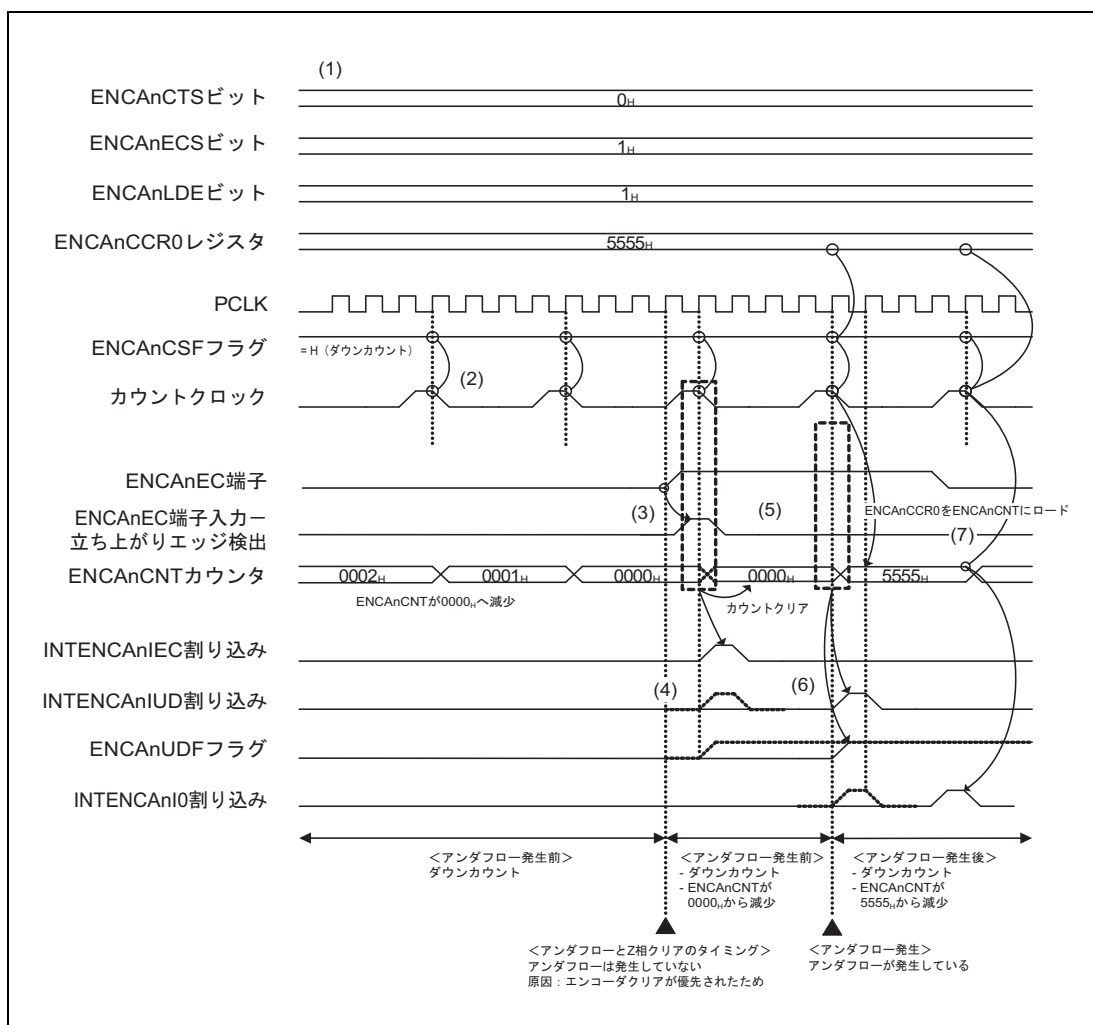 (1)
ENCAnCTSビット
0H
ENCAnECSビット
1H
ENCAnLDEビット
1H
ENCAnCCR0レジスタ
5555H
PCLK
ENCAnCSFフラグ
= H（ダウンカウント）
(2)
カウントクロック
ENCAnEC端子
(3)
(5)
ENCAnCCR0をENCAnCNTにロード
ENCAnEC端子入力ー
立ち上がりエッジ検出
(7)
ENCAnCNTカウンタ
0002H
0001H
0000H
0000H
5555H
ENCAnCNTが0000Hへ減少
カウントクリア
INTENCAnIEC割り込み
(4)
(6)
INTENCAnIUD割り込み
ENCAnUDFフラグ
INTENCAnI0割り込み
＜アンダフロー発生前＞
ダウンカウント
＜アンダフロー発生前＞
- ダウンカウント
- ENCAnCNTが
0000Hから減少
＜アンダフロー発生後＞
- ダウンカウント
- ENCAnCNTが
5555Hから減少
＜アンダフローとZ相クリアのタイミング＞
アンダフローは発生していない
原因：エンコーダクリアが優先されたため
＜アンダフロー発生＞
アンダフローが発生している